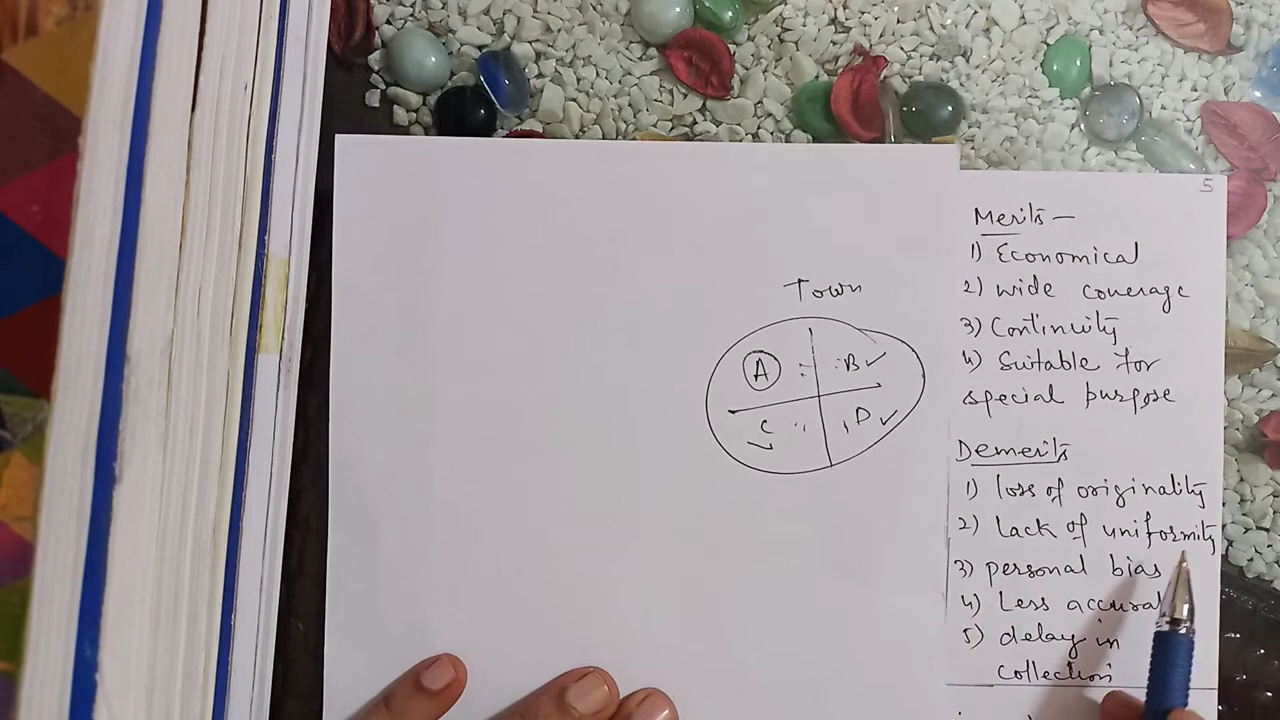 5
Merits —
1) Economical
2) wide coverage
3) Continuity
4) Suitable for
special purpose
Demerits
1) loss of originality
2) Lack of uniformity
3) personal bias
4) Less
5) delay in
collection
Town
A
B
C
D